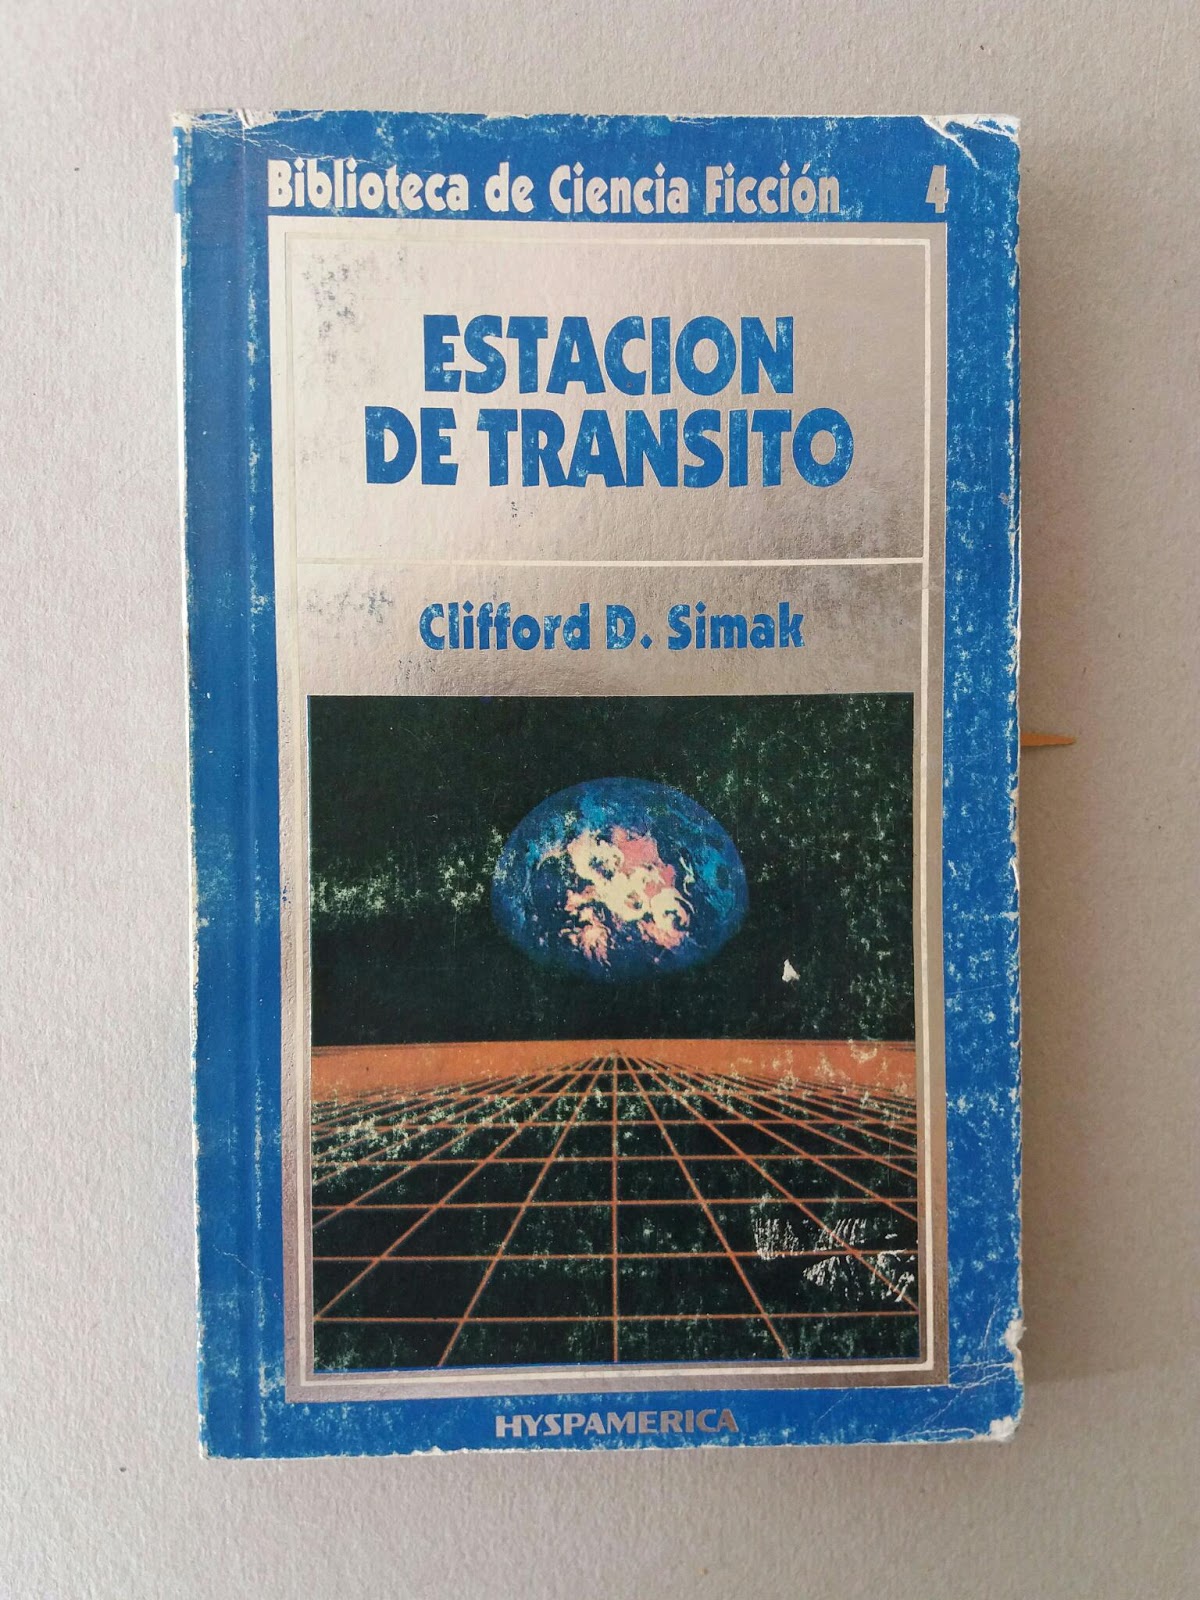 Biblioteca de Ciencia Ficción 4
ESTACION
DE TRANSITO
Clifford D. Simak
HYSPAMERICA